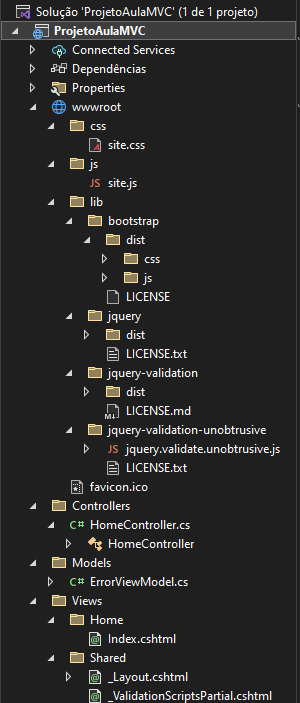 Solução 'ProjetoAulaMVC' (1 de 1 projeto)
ProjetoAulaMVC
Connected Services
Dependências
Properties
wwwroot
css
site.css
js
JS site.js
lib
bootstrap
dist
css
js
LICENSE
jquery
dist
LICENSE.txt
jquery-validation
dist
LICENSE.md
jquery-validation-unobtrusive
JS jquery.validate.unobtrusive.js
LICENSE.txt
favicon.ico
Controllers
C# HomeController.cs
HomeController
Models
C# ErrorViewModel.cs
Views
Home
Index.cshtml
Shared
_Layout.cshtml
_ValidationScriptsPartial.cshtml